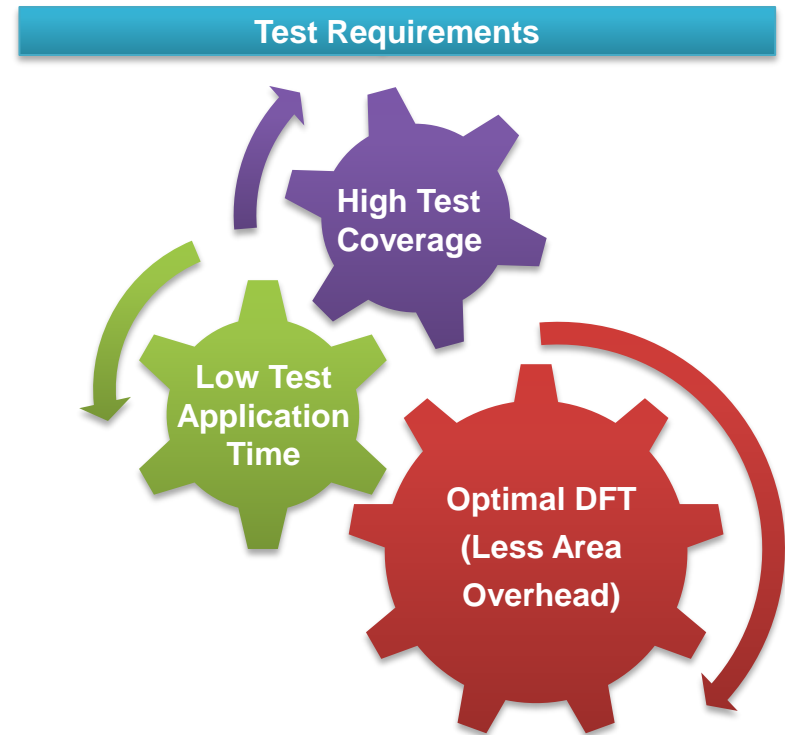 Test Requirements
High Test
Coverage
Low Test
Application
Time
Optimal DFT
(Less Area
Overhead)